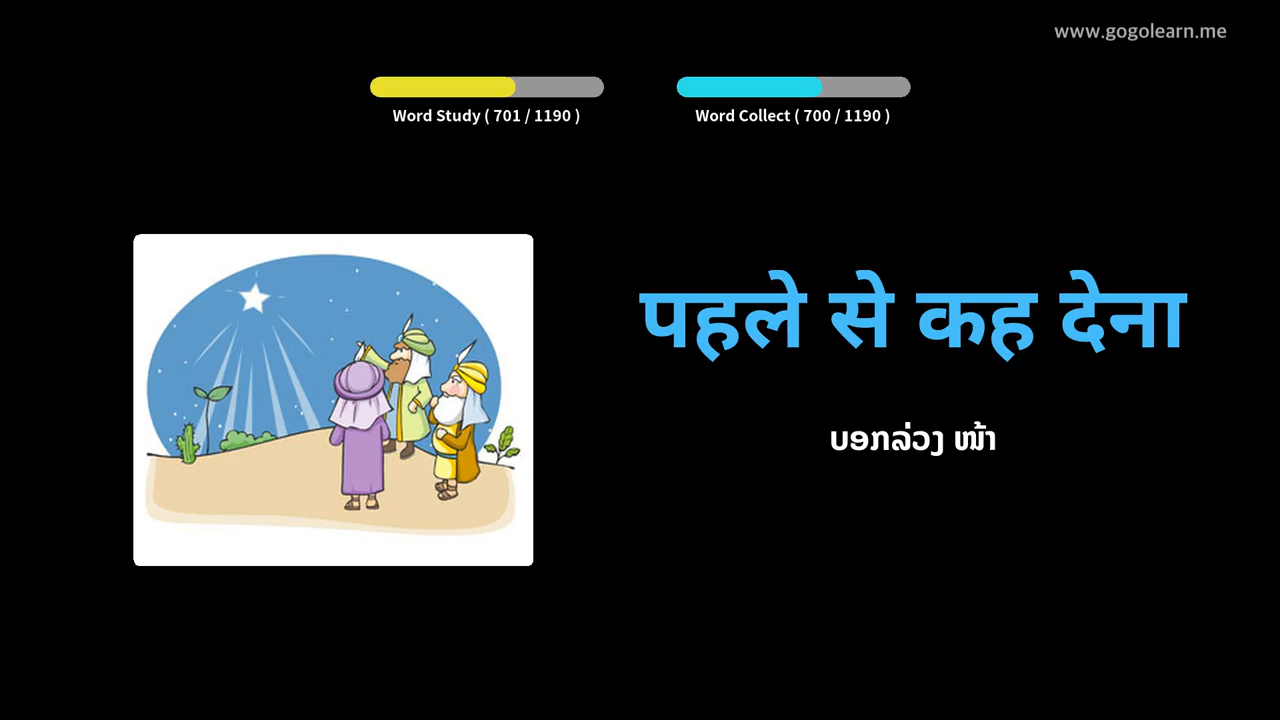 www.gogolearn.me
Word Study ( 701 / 1190 )
Word Collect ( 700 / 1190 )
पहले से कह देना
ບອກລ່ວງ ໜ້າ